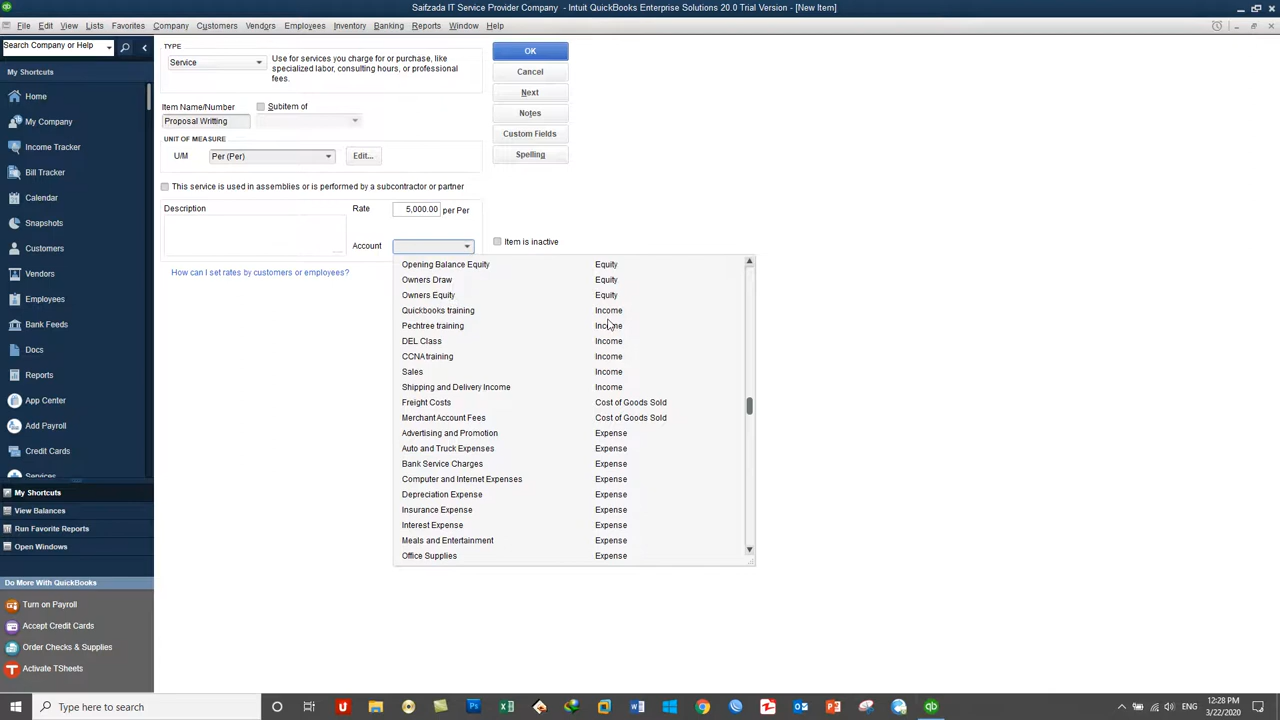 Saifzada IT Service Provider Company - Intuit QuickBooks Enterprise Solutions 20.0 Trial Version - [New Item]
File Edit View Lists Favorites Company Customers Vendors Employees Inventory Banking Reports Window Help
Search Company or Help
My Shortcuts
Home
My Company
Income Tracker
Bill Tracker
Calendar
Snapshots
Customers
Vendors
Employees
Bank Feeds
Docs
Reports
App Center
Add Payroll
Credit Cards
Services
My Shortcuts
View Balances
Run Favorite Reports
Open Windows
Do More With QuickBooks
Turn on Payroll
Accept Credit Cards
Order Checks & Supplies
Activate TSheets
TYPE
Service
Use for services you charge for or purchase, like
specialized labor, consulting hours, or professional
fees.
Item Name/Number
Subitem of
Proposal Writting
UNIT OF MEASURE
U/M Per (Per) Edit...
This service is used in assemblies or is performed by a subcontractor or partner
Description
Rate 5,000.00 per Per
Account
How can I set rates by customers or employees?
OK
Cancel
Next
Notes
Custom Fields
Spelling
Item is inactive
Opening Balance Equity Equity
Owners Draw Equity
Owners Equity Equity
Quickbooks training Income
Pechtree training Income
DEL Class Income
CCNA training Income
Sales Income
Shipping and Delivery Income Income
Freight Costs Cost of Goods Sold
Merchant Account Fees Cost of Goods Sold
Advertising and Promotion Expense
Auto and Truck Expenses Expense
Bank Service Charges Expense
Computer and Internet Expenses Expense
Depreciation Expense Expense
Insurance Expense Expense
Interest Expense Expense
Meals and Entertainment Expense
Office Supplies Expense
Type here to search
ENG
12:28 PM
3/22/2020